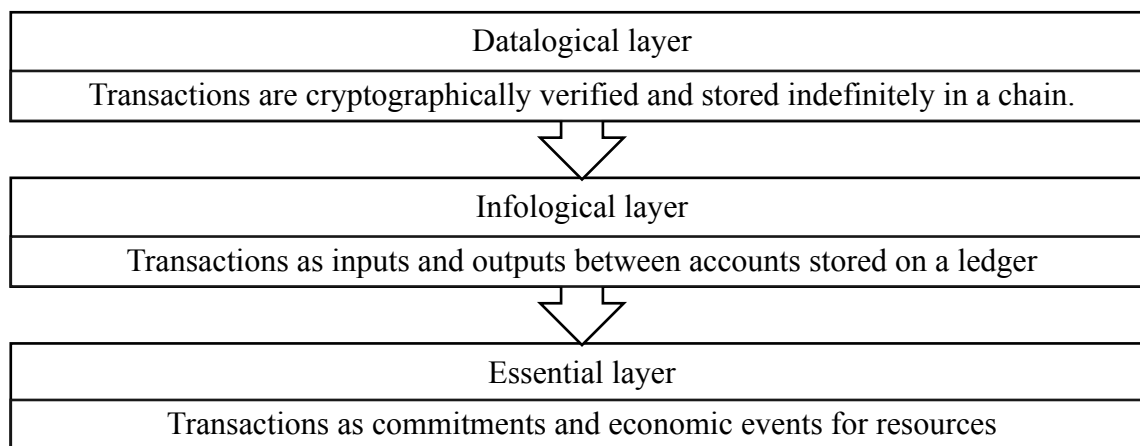 Datalogical layer
Transactions are cryptographically verified and stored indefinitely in a chain.
Infological layer
Transactions as inputs and outputs between accounts stored on a ledger
Essential layer
Transactions as commitments and economic events for resources